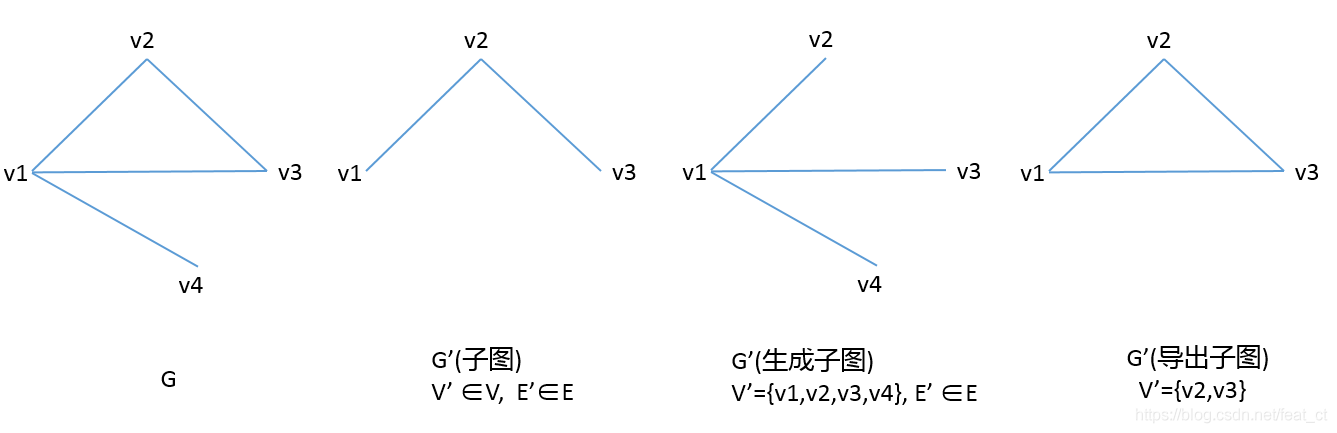 v2
v1
v3
v4
G
v2
v1
v3
G’(子图)
V’ ∈V, E’∈E
v2
v1
v3
v4
G’(生成子图)
V’={v1,v2,v3,v4}, E’ ∈E
v2
v1
v3
G’(导出子图)
V’={v2,v3}
https://blog.csdn.net/feat_ct